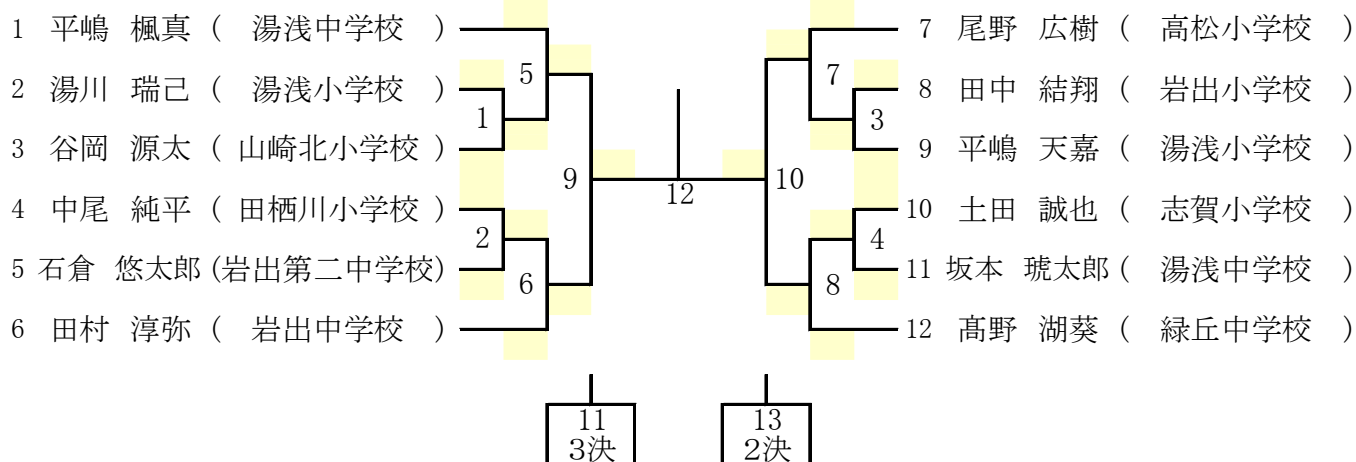 1 平嶋 楓真 ( 湯浅中学校 )
2 湯川 瑞己 ( 湯浅小学校 )
3 谷岡 源太 ( 山崎北小学校 )
4 中尾 純平 ( 田栖川小学校 )
5 石倉 悠太郎 (岩出第二中学校)
6 田村 淳弥 ( 岩出中学校 )
5
1
2
6
9
12
10
7
3
4
8
7 尾野 広樹 ( 高松小学校 )
8 田中 結翔 ( 岩出小学校 )
9 平嶋 天嘉 ( 湯浅小学校 )
10 土田 誠也 ( 志賀小学校 )
11 坂本 琥太郎 ( 湯浅中学校 )
12 髙野 湖葵 ( 緑丘中学校 )
11
3決
13
2決